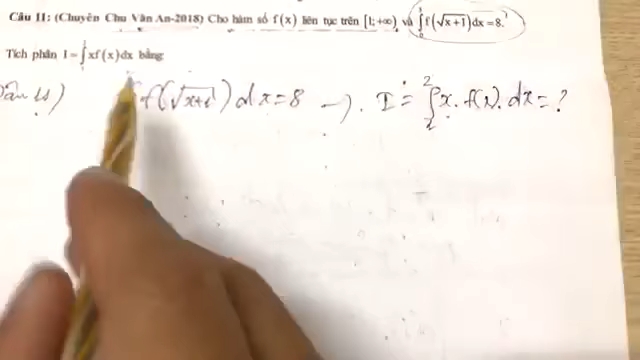 Câu 11: (Chuyên Chu Văn An-2018) Cho hàm số f(x) liên tục trên [1;+∞) và ∫f(√x+1)dx=8.
Tích phân I=∫xf(x)dx bằng
f(√x+1)dx=8 → I=∫₁²x.f(x).dx=?